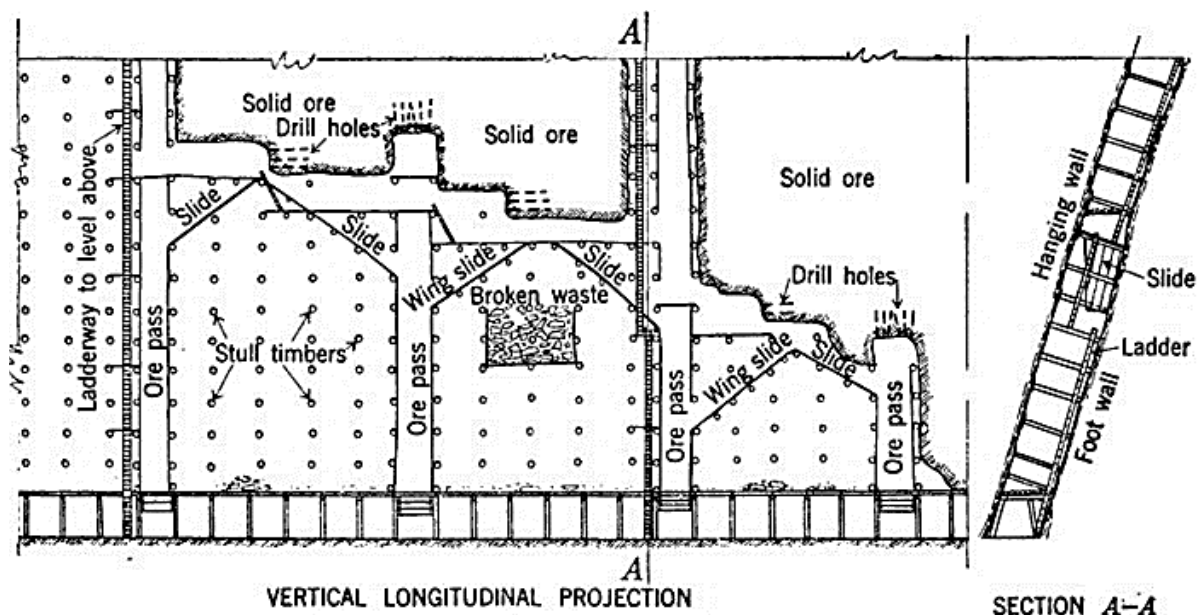 A
Solid ore
Drill holes
Solid ore
Solid ore
Ladderway to level above
Slide
Slide
Wing slide
Slide
Broken waste
Stull timbers
Ore pass
Ore pass
Drill holes
Wing slide
Slide
Ore pass
Ore pass
Hanging wall
Slide
Ladder
Foot wall
A
VERTICAL LONGITUDINAL PROJECTION
SECTION A-A